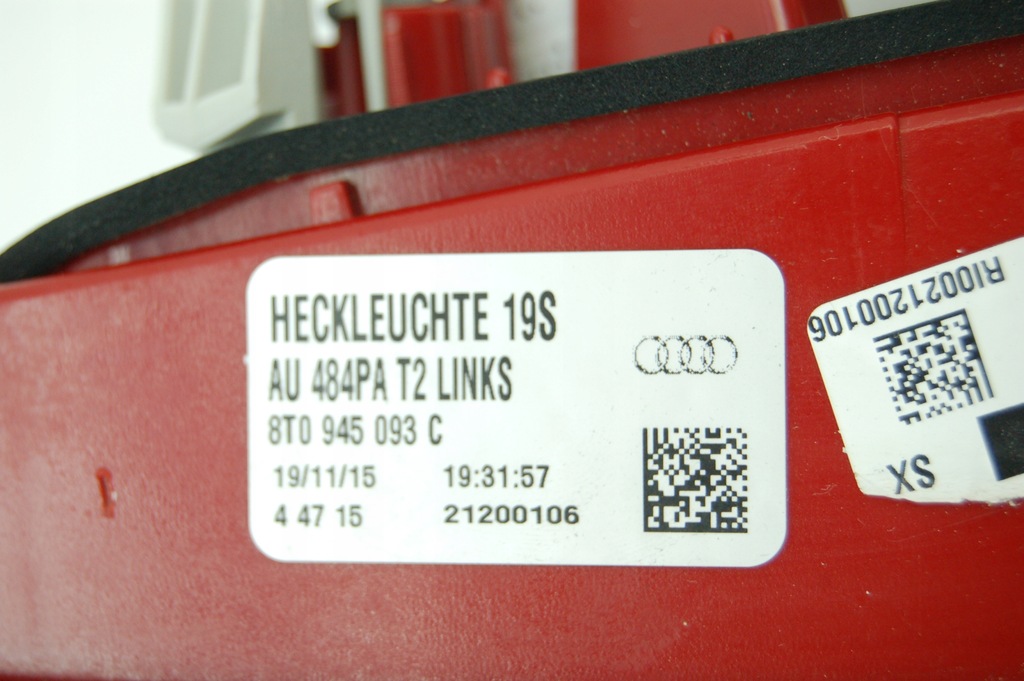 HECKLEUCHTE 19S
AU 484PA T2 LINKS
8T0 945 093 C
19/11/15 19:31:57
4 47 15 21200106
RI0021200106
SX